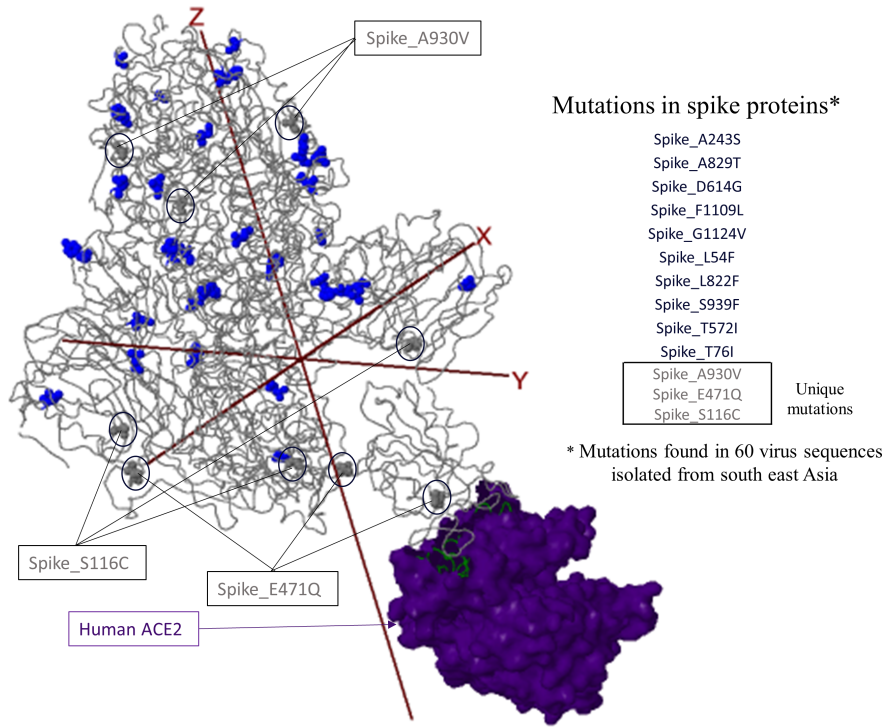 Z
Spike_A930V
X
Y
Spike_S116C
Spike_E471Q
Human ACE2
Mutations in spike proteins*
Spike_A243S
Spike_A829T
Spike_D614G
Spike_F1109L
Spike_G1124V
Spike_L54F
Spike_L822F
Spike_S939F
Spike_T572I
Spike_T76I
Spike_A930V
Spike_E471Q
Spike_S116C
Unique
mutations
* Mutations found in 60 virus sequences
isolated from south east Asia